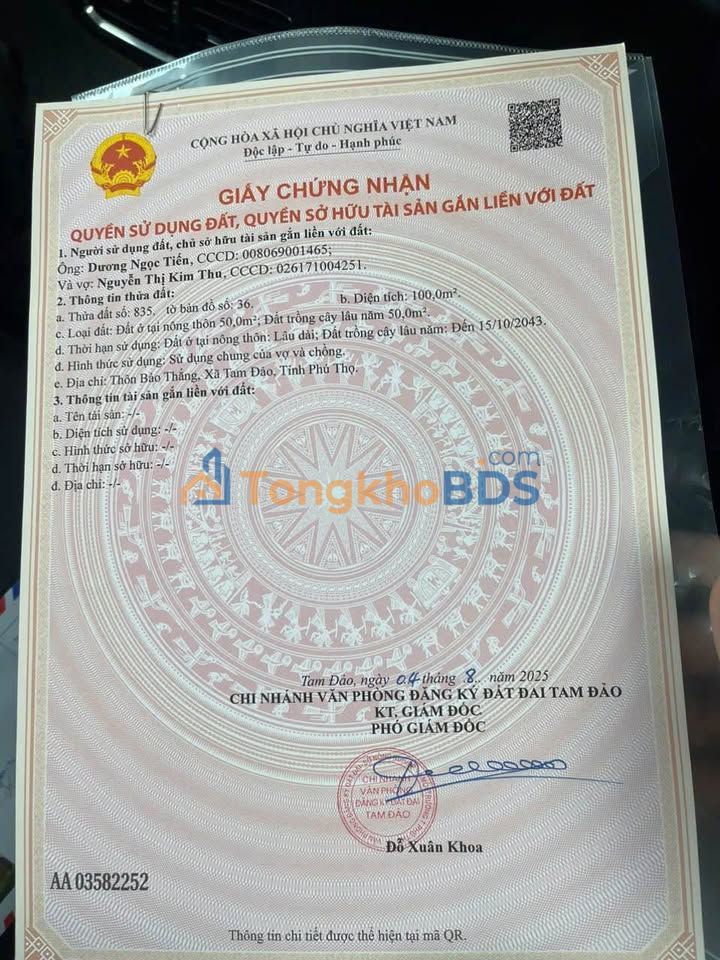 CỘNG HÒA XÃ HỘI CHỦ NGHĨA VIỆT NAM
Độc lập - Tự do - Hạnh phúc
GIẤY CHỨNG NHẬN
QUYỀN SỬ DỤNG ĐẤT, QUYỀN SỞ HỮU TÀI SẢN GẮN LIỀN VỚI ĐẤT
1. Người sử dụng đất, chủ sở hữu tài sản gắn liền với đất:
Ông: Dương Ngọc Tiến, CCCD: 008069001465;
Và vợ: Nguyễn Thị Kim Thu, CCCD: 026171004251.
2. Thông tin thửa đất:
a. Thửa đất số: 835. tờ bản đồ số: 36. b. Diện tích: 100,0m².
c. Loại đất: Đất ở tại nông thôn 50,0m²; Đất trồng cây lâu năm 50,0m².
d. Thời hạn sử dụng: Đất ở tại nông thôn: Lâu dài; Đất trồng cây lâu năm: Đến 15/10/2043.
đ. Hình thức sử dụng: Sử dụng chung của vợ và chồng.
e. Địa chỉ: Thôn Bảo Thắng, Xã Tam Đảo, Tỉnh Phú Thọ.
3. Thông tin tài sản gắn liền với đất:
a. Tên tài sản: -/-
b. Diện tích sử dụng: -/-
c. Hình thức sở hữu: -/-
d. Thời hạn sở hữu: -/-
đ. Địa chỉ: -/-
TongkhoBDS.com
Tam Đảo, ngày 04 tháng 8.. năm 2025
CHI NHÁNH VĂN PHÒNG ĐĂNG KÝ ĐẤT ĐAI TAM ĐẢO
KT, GIÁM ĐỐC
PHÓ GIÁM ĐỐC
CHI NHÁNH
VĂN PHÒNG
ĐĂNG KÝ ĐẤT ĐAI
TAM ĐẢO
Đỗ Xuân Khoa
AA 03582252
Thông tin chi tiết được thể hiện tại mã QR.